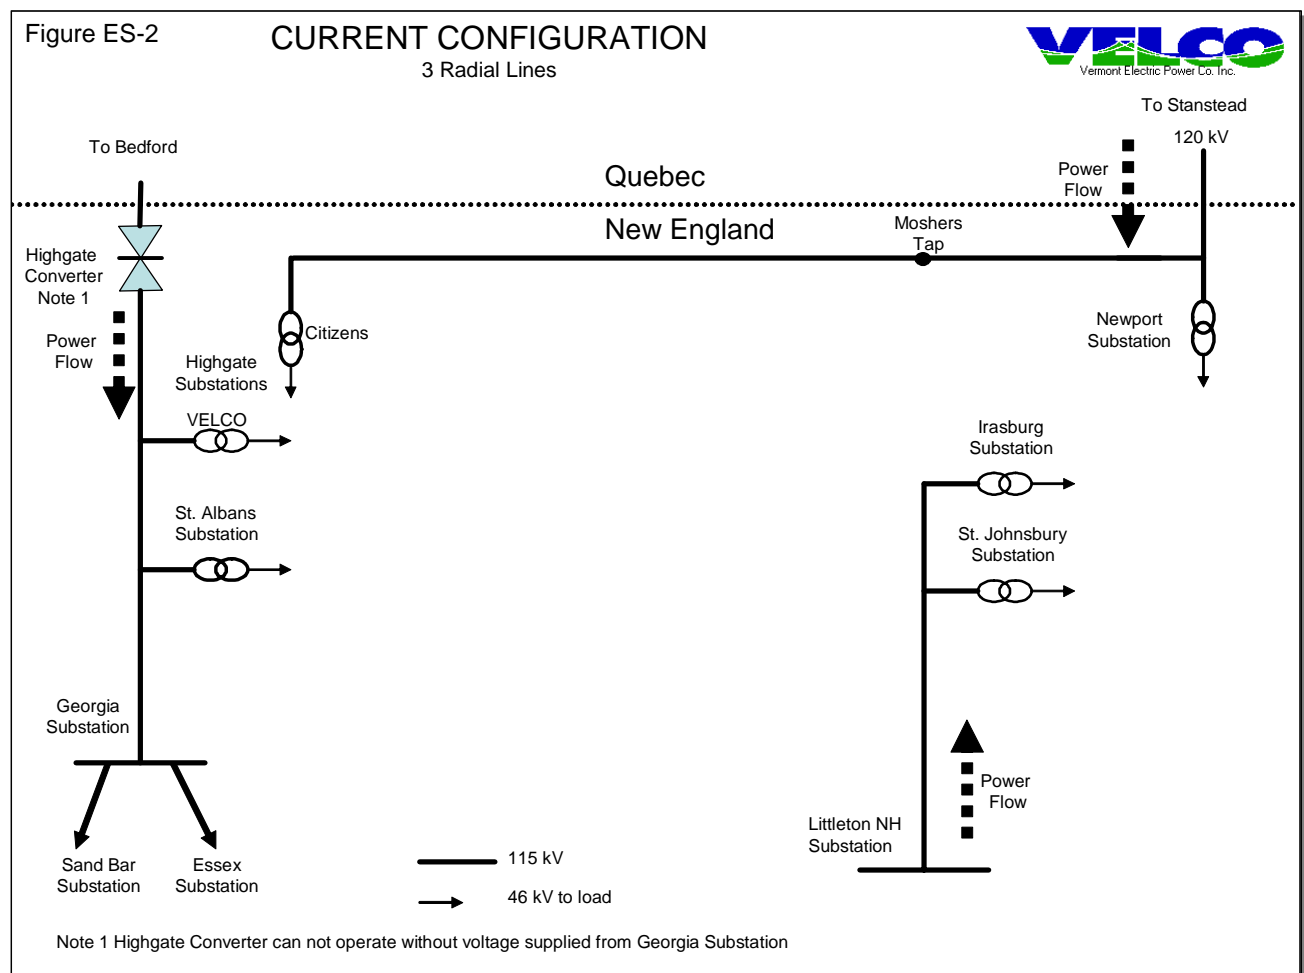 Figure ES-2
CURRENT CONFIGURATION
3 Radial Lines
VELCO
Vermont Electric Power Co. Inc.
To Stanstead
120 kV
To Bedford
Power
Flow
Quebec
New England
Moshers
Tap
Highgate
Converter
Note 1
Power
Flow
Citizens
Newport
Substation
Highgate
Substations
VELCO
Irasburg
Substation
St. Albans
Substation
St. Johnsbury
Substation
Georgia
Substation
Power
Flow
Littleton NH
Substation
Sand Bar
Substation
Essex
Substation
115 kV
46 kV to load
Note 1 Highgate Converter can not operate without voltage supplied from Georgia Substation